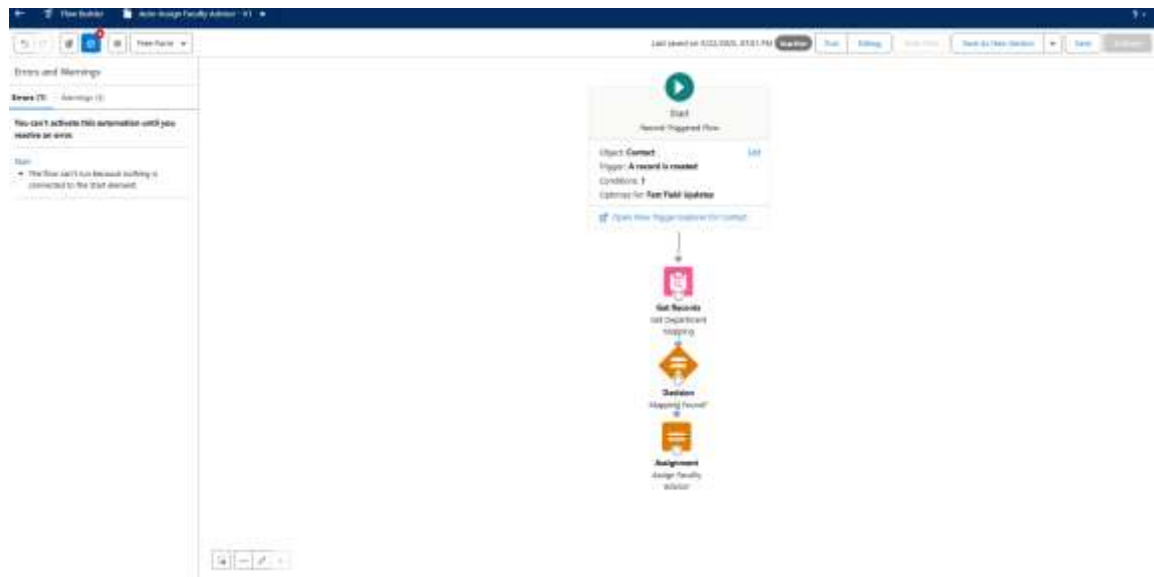 Flow Builder
Auto-Assign Faculty Advisor - V1
Free-Form
Last saved on 9/22/2025, 07:01 PM
Inactive
Run
Debug
Save As New Version
Save
Activate
Errors and Warnings
Errors (1)
Warnings (0)
You can't activate this automation until you
resolve an error.
Start
The flow can't run because nothing is
connected to the Start element.
Start
Record-Triggered Flow
Object: Contact
Edit
Trigger: A record is created
Conditions: 1
Optimize for: Fast Field Updates
Open Flow Trigger Explorer for Contact
Get Records
Get Department
Mapping
Decision
Mapping Found?
Assignment
Assign Faculty
Advisor